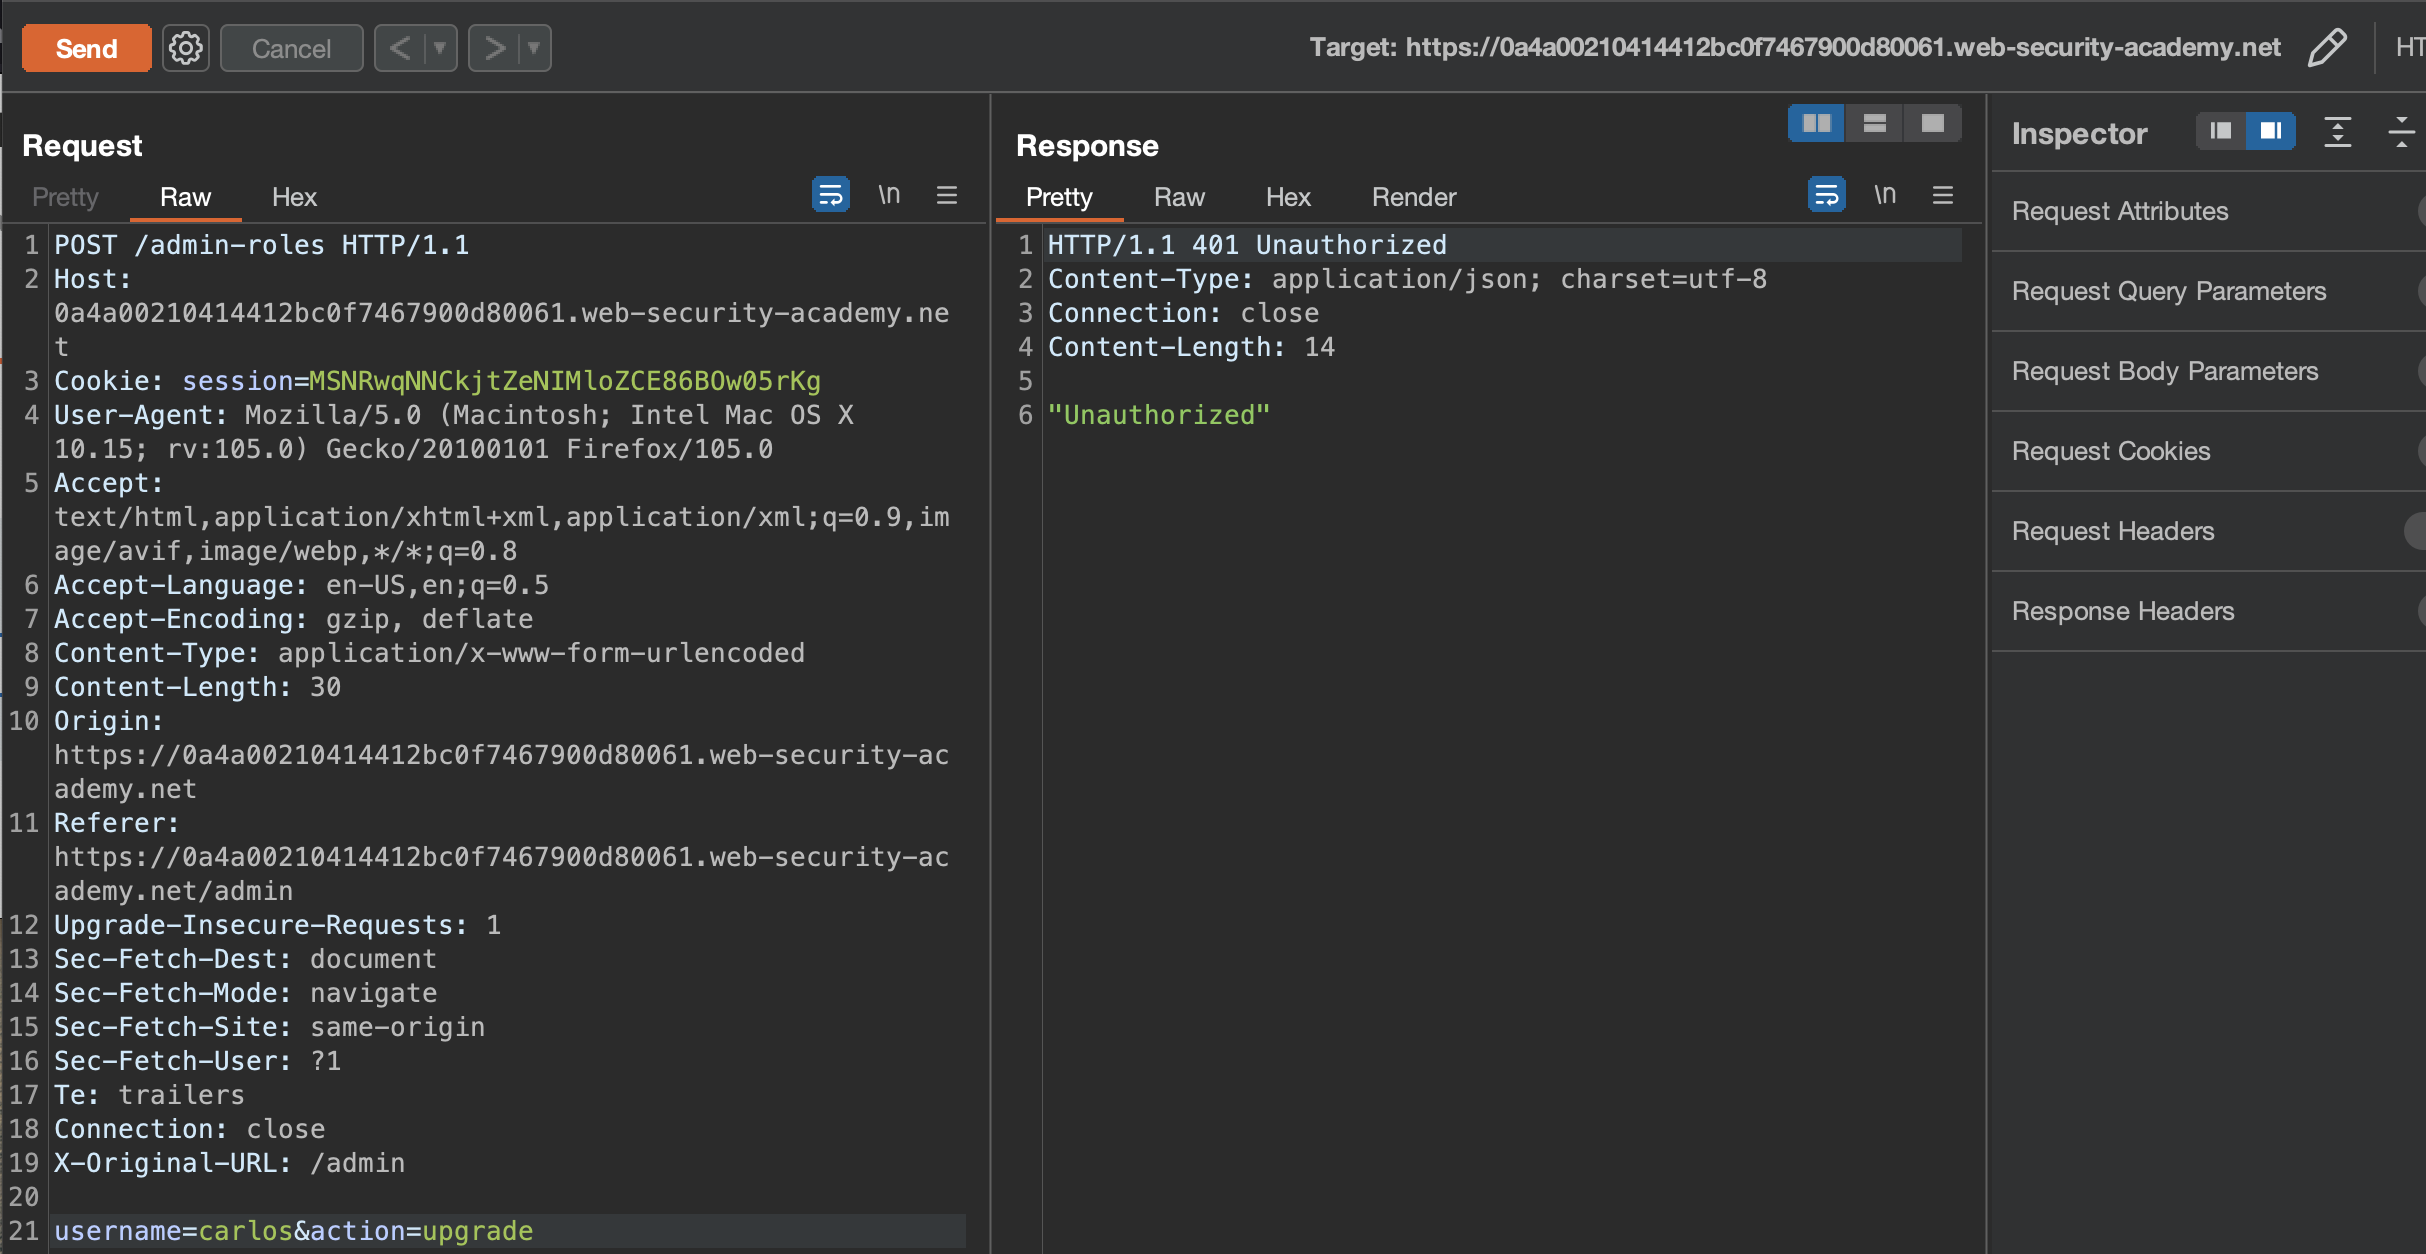 Send
Cancel
< ▼
> ▼
Target: https://0a4a00210414412bc0f7467900d80061.web-security-academy.net
HT
Request
Pretty Raw Hex
\n
1 POST /admin-roles HTTP/1.1
2 Host:
0a4a00210414412bc0f7467900d80061.web-security-academy.ne
t
3 Cookie: session=MSNRwqNNCkjtZeNIMloZCE86BOw05rKg
4 User-Agent: Mozilla/5.0 (Macintosh; Intel Mac OS X
10.15; rv:105.0) Gecko/20100101 Firefox/105.0
5 Accept:
text/html,application/xhtml+xml,application/xml;q=0.9,im
age/avif,image/webp,*/*;q=0.8
6 Accept-Language: en-US,en;q=0.5
7 Accept-Encoding: gzip, deflate
8 Content-Type: application/x-www-form-urlencoded
9 Content-Length: 30
10 Origin:
https://0a4a00210414412bc0f7467900d80061.web-security-ac
ademy.net
11 Referer:
https://0a4a00210414412bc0f7467900d80061.web-security-ac
ademy.net/admin
12 Upgrade-Insecure-Requests: 1
13 Sec-Fetch-Dest: document
14 Sec-Fetch-Mode: navigate
15 Sec-Fetch-Site: same-origin
16 Sec-Fetch-User: ?1
17 Te: trailers
18 Connection: close
19 X-Original-URL: /admin
20
21 username=carlos&action=upgrade
Response
Pretty Raw Hex Render
\n
1 HTTP/1.1 401 Unauthorized
2 Content-Type: application/json; charset=utf-8
3 Connection: close
4 Content-Length: 14
5
6 "Unauthorized"
Inspector
Request Attributes
Request Query Parameters
Request Body Parameters
Request Cookies
Request Headers
Response Headers